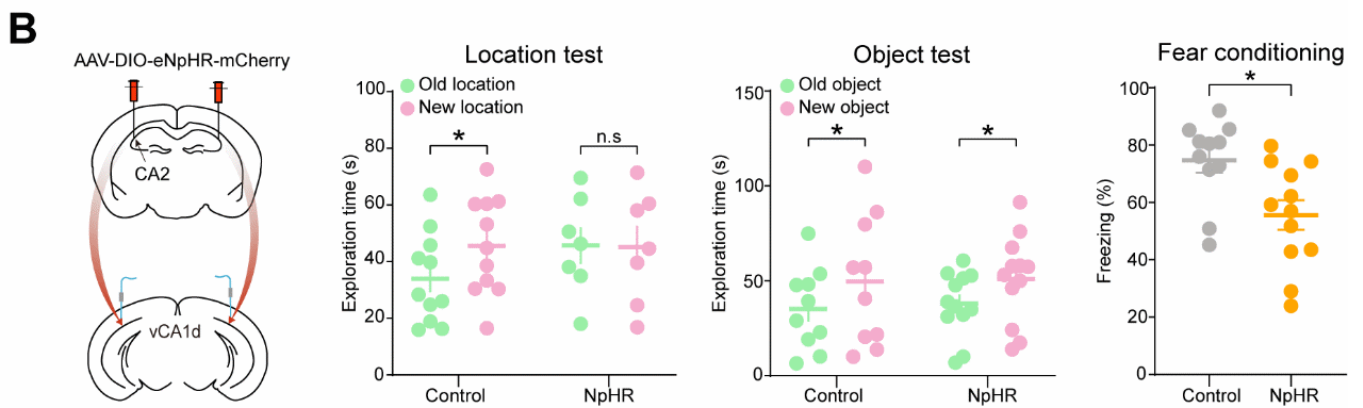 B
AAV-DIO-eNpHR-mCherry
CA2
vCA1d
Location test
Old location
New location
Exploration time (s)
100
80
60
40
20
0
*
n.s
Control
NpHR
Object test
Old object
New object
Exploration time (s)
150
100
50
0
*
*
Control
NpHR
Fear conditioning
*
Freezing (%)
100
80
60
40
20
0
Control
NpHR